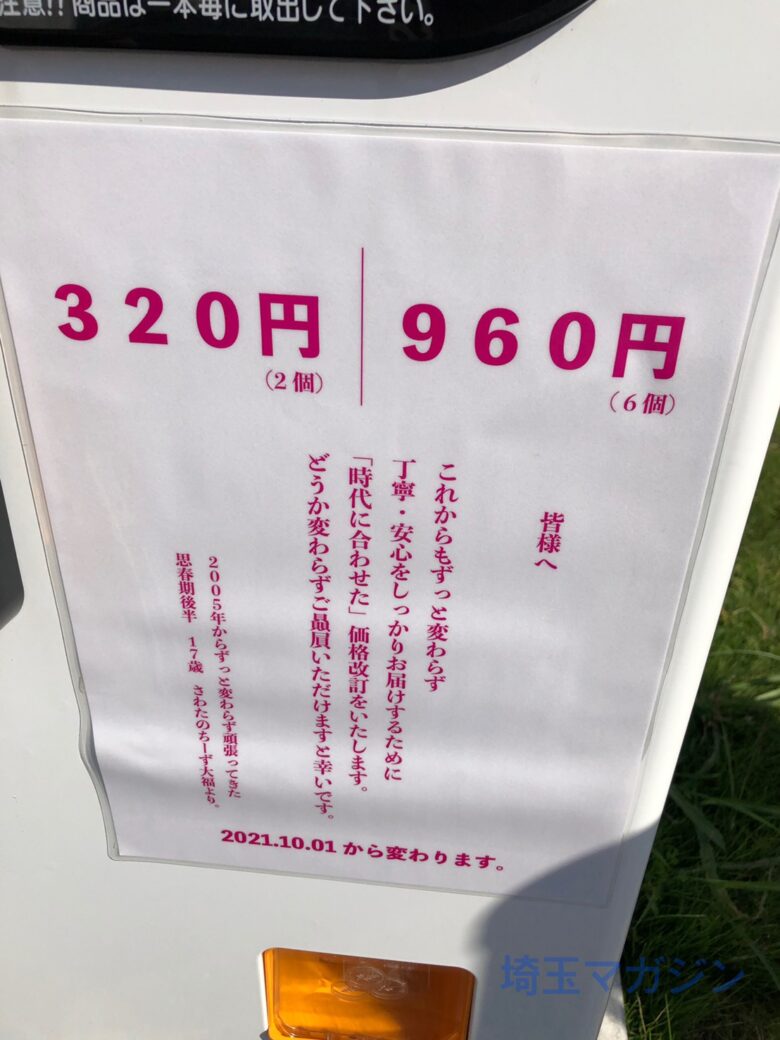 注意!!商品は一本毎に取出して下さい。
320円
(2個)
960円
(6個)
皆様へ
これからもずっと変わらず
丁寧・安心をしっかりお届けするために
「時代に合わせた」価格改訂をいたします。
どうか変わらずご贔屓いただけますと幸いです。
2005年からずっと変わらず頑張ってきた
思春期後半 17歳 さわたのちーず大福より。
2021.10.01から変わります。
埼玉マガジン